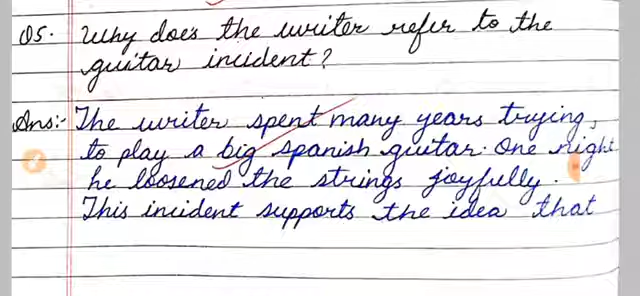 Q5. Why does the writer refer to the
guitar incident?
Ans:- The writer spent many years trying,
to play a big spanish guitar. One night
he loosened the strings joyfully.
This incident supports the idea that